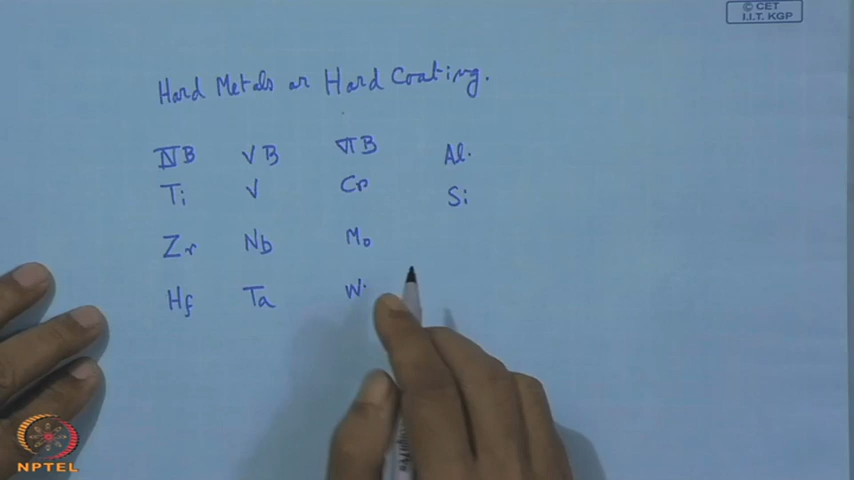 © CET
I.I.T. KGP
Hard Metals or Hard Coating.
IVB VB VIB Al.
Ti V Cr Si
Zr Nb Mo
Hf Ta W.
NPTEL